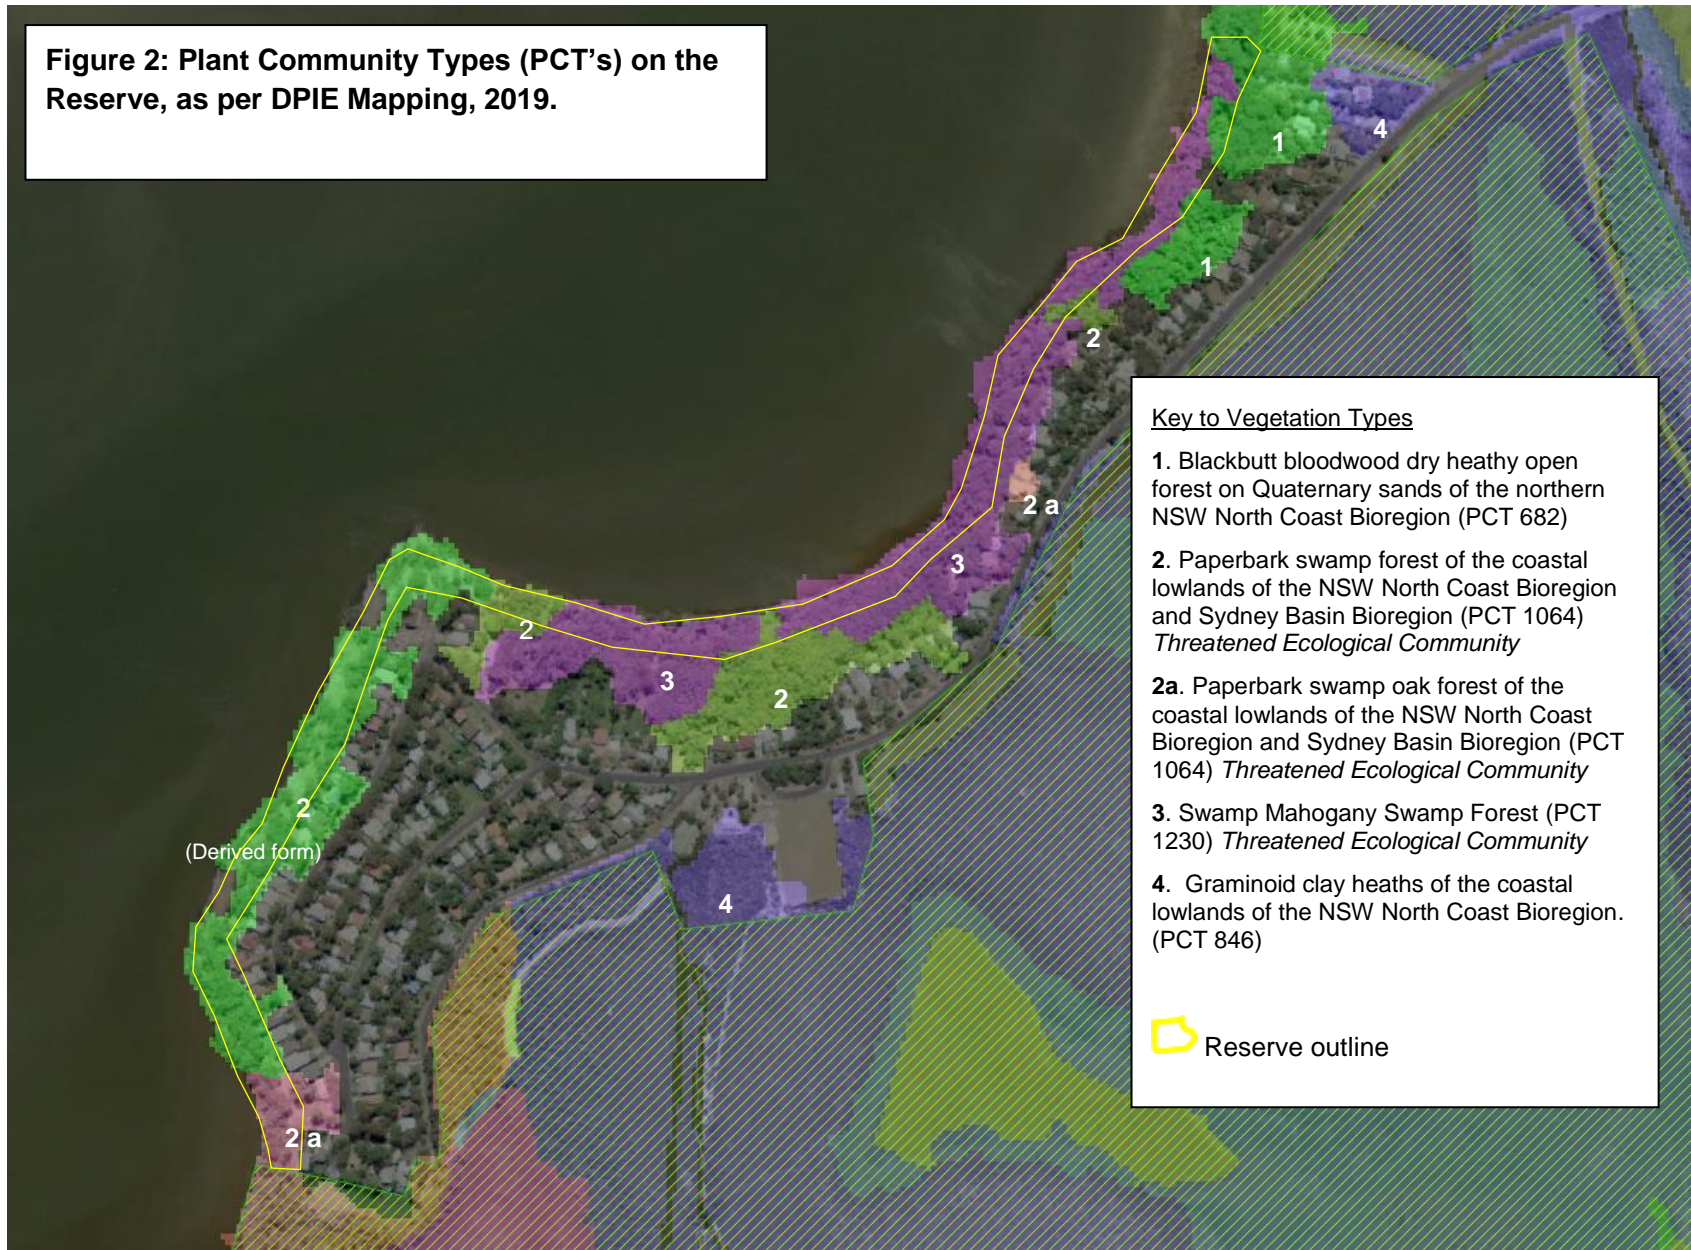 Figure 2: Plant Community Types (PCT's) on the
Reserve, as per DPIE Mapping, 2019.
4
1
1
2
2 a
3
2
3
2
2
(Derived form)
4
2 a
Key to Vegetation Types
1. Blackbutt bloodwood dry heathy open
forest on Quaternary sands of the northern
NSW North Coast Bioregion (PCT 682)
2. Paperbark swamp forest of the coastal
lowlands of the NSW North Coast Bioregion
and Sydney Basin Bioregion (PCT 1064)
Threatened Ecological Community
2a. Paperbark swamp oak forest of the
coastal lowlands of the NSW North Coast
Bioregion and Sydney Basin Bioregion (PCT
1064) Threatened Ecological Community
3. Swamp Mahogany Swamp Forest (PCT
1230) Threatened Ecological Community
4. Graminoid clay heaths of the coastal
lowlands of the NSW North Coast Bioregion.
(PCT 846)
Reserve outline